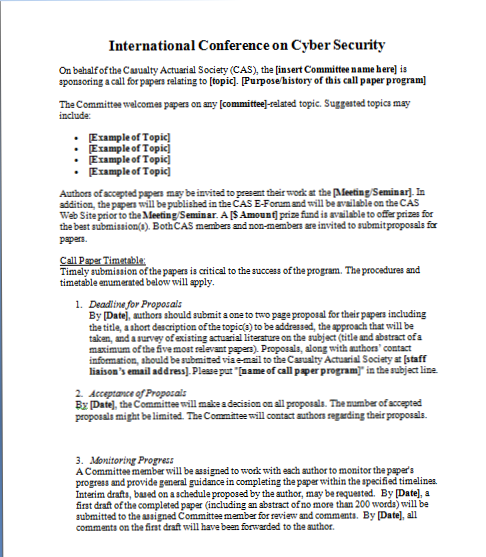 International Conference on Cyber Security
On behalf of the Casualty Actuarial Society (CAS), the [insert Committee name here] is
sponsoring a call for papers relating to [topic]. [Purpose/history of this call paper program]
The Committee welcomes papers on any [committee]-related topic. Suggested topics may
include:
• [Example of Topic]
• [Example of Topic]
• [Example of Topic]
• [Example of Topic]
Authors of accepted papers may be invited to present their work at the [Meeting/Seminar]. In
addition, the papers will be published in the CAS E-Forum and will be available on the CAS
Web Site prior to the Meeting/Seminar. A [$ Amount] prize fund is available to offer prizes for
the best submission(s). Both CAS members and non-members are invited to submit proposals for
papers.
Call Paper Timetable:
Timely submission of the papers is critical to the success of the program. The procedures and
timetable enumerated below will apply.
1. Deadline for Proposals
By [Date], authors should submit a one to two page proposal for their papers including
the title, a short description of the topic(s) to be addressed, the approach that will be
taken, and a survey of existing actuarial literature on the subject (title and abstract of a
maximum of the five most relevant papers). Proposals, along with authors' contact
information, should be submitted via e-mail to the Casualty Actuarial Society at [staff
liaison's email address]. Please put "[name of call paper program]" in the subject line.
2. Acceptance of Proposals
By [Date], the Committee will make a decision on all proposals. The number of accepted
proposals might be limited. The Committee will contact authors regarding their proposals.
3. Monitoring Progress
A Committee member will be assigned to work with each author to monitor the paper's
progress and provide general guidance in completing the paper within the specified timelines.
Interim drafts, based on a schedule proposed by the author, may be requested. By [Date], a
first draft of the completed paper (including an abstract of no more than 200 words) will be
submitted to the assigned Committee member for review and comments. By [Date], all
comments on the first draft will have been forwarded to the author.